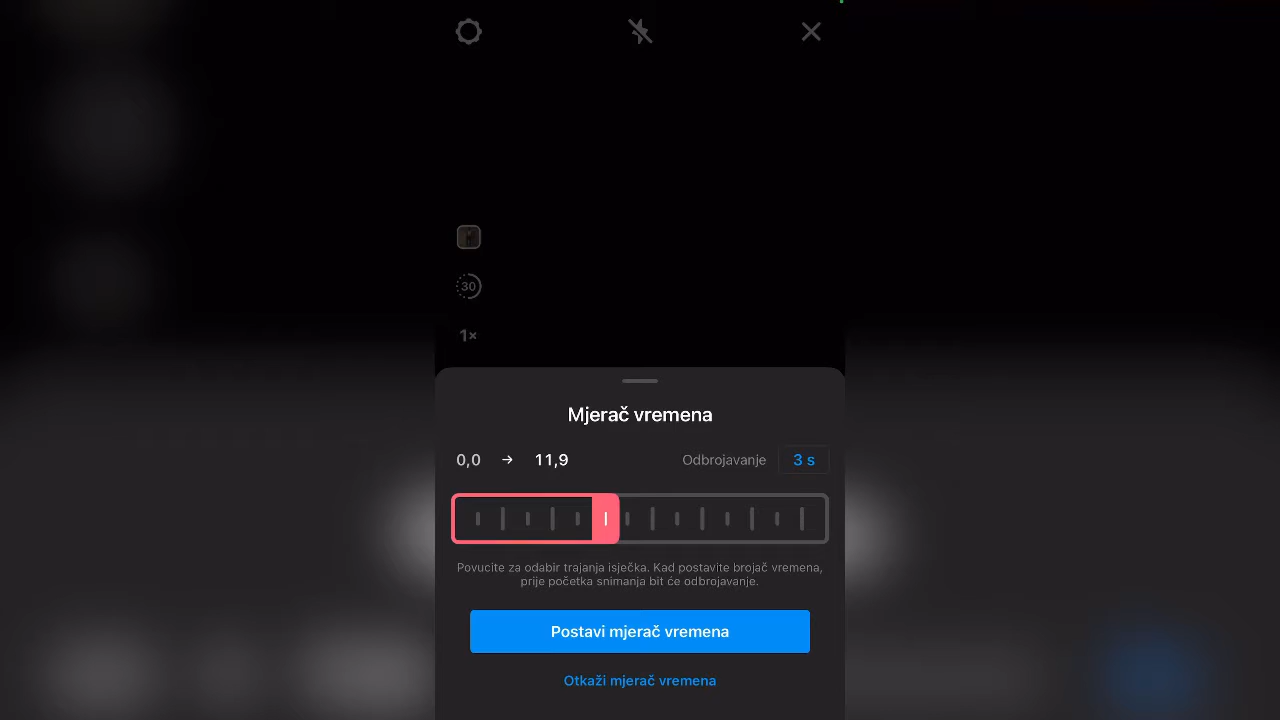 30
1×
Mjerač vremena
0,0 → 11,9 Odbrojavanje 3 s
Povucite za odabir trajanja isječka. Kad postavite brojač vremena,
prije početka snimanja bit će odbrojavanje.
Postavi mjerač vremena
Otkaži mjerač vremena